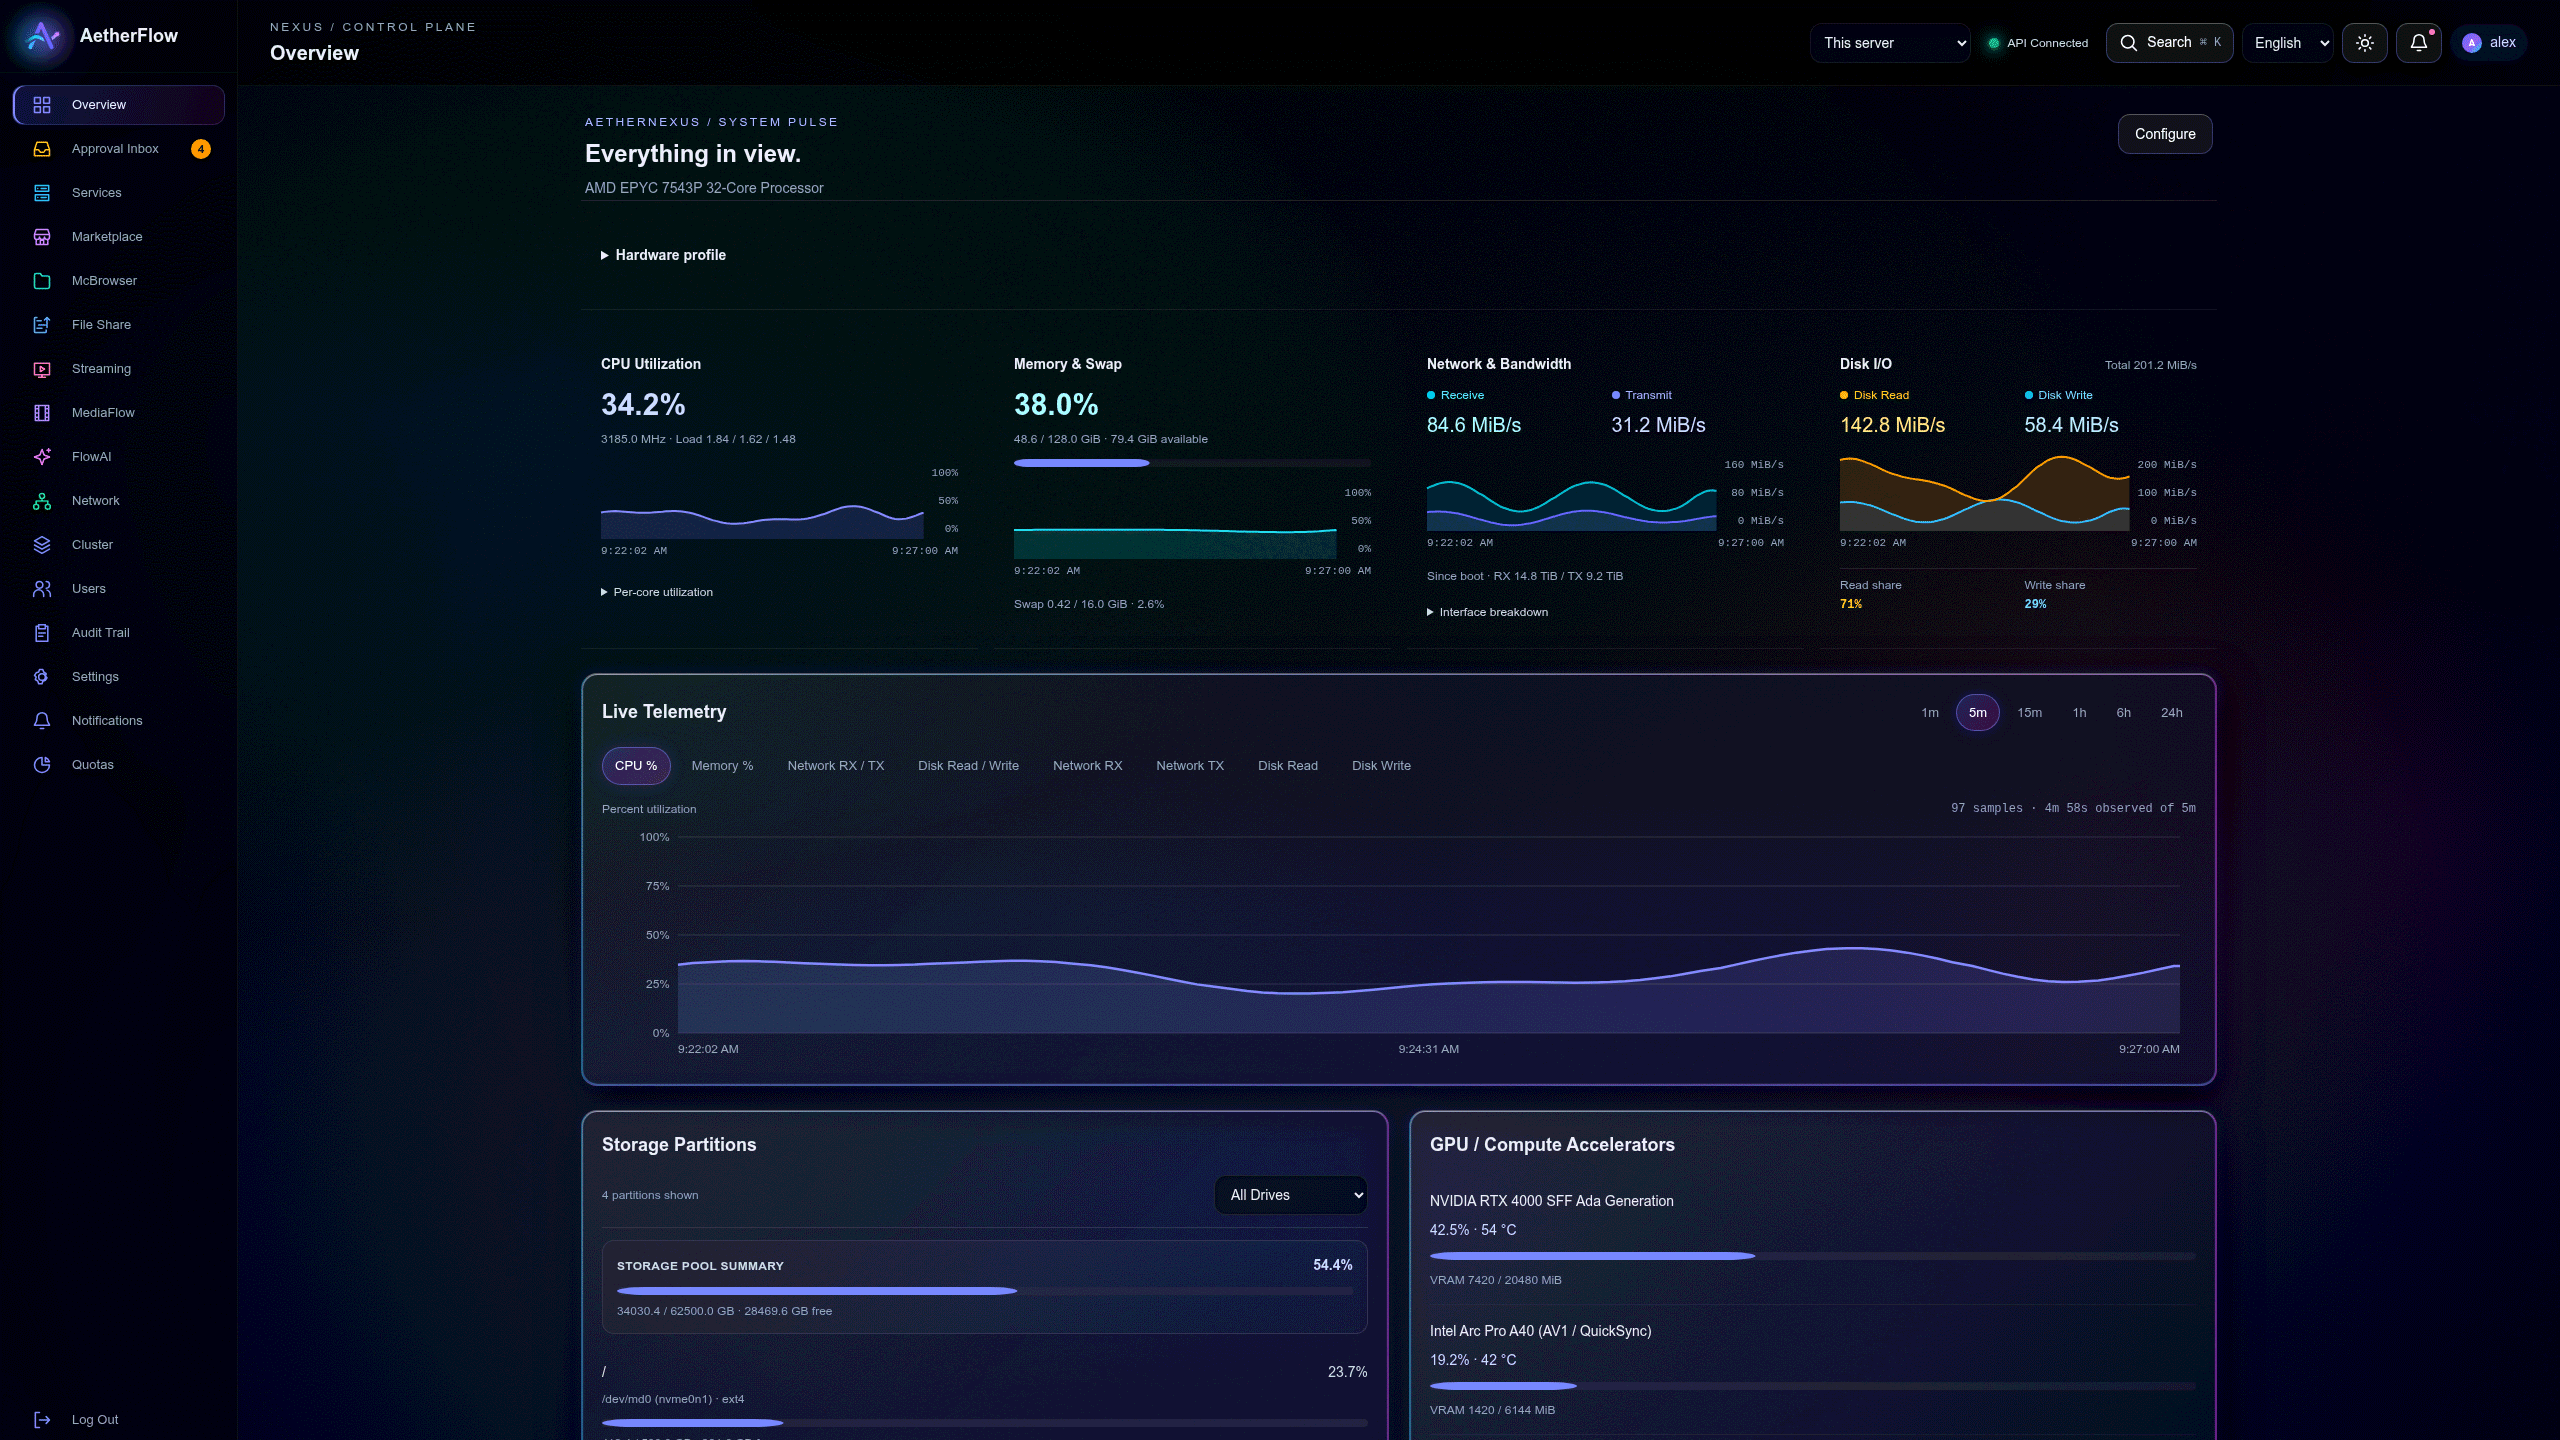 AetherFlow
NEXUS / CONTROL PLANE
Overview
This server
API Connected
Search ⌘ K
English
A alex
Overview
Approval Inbox 4
Services
Marketplace
McBrowser
File Share
Streaming
MediaFlow
FlowAI
Network
Cluster
Users
Audit Trail
Settings
Notifications
Quotas
Log Out
AETHERNEXUS / SYSTEM PULSE
Everything in view.
AMD EPYC 7543P 32-Core Processor
Configure
Hardware profile
CPU Utilization
34.2%
3185.0 MHz · Load 1.84 / 1.62 / 1.48
100%
50%
0%
9:22:02 AM 9:27:00 AM
Per-core utilization
Memory & Swap
38.0%
48.6 / 128.0 GiB · 79.4 GiB available
100%
50%
0%
9:22:02 AM 9:27:00 AM
Swap 0.42 / 16.0 GiB · 2.6%
Network & Bandwidth
Receive Transmit
84.6 MiB/s 31.2 MiB/s
160 MiB/s
80 MiB/s
0 MiB/s
9:22:02 AM 9:27:00 AM
Since boot · RX 14.8 TiB / TX 9.2 TiB
Interface breakdown
Disk I/O Total 201.2 MiB/s
Disk Read Disk Write
142.8 MiB/s 58.4 MiB/s
200 MiB/s
100 MiB/s
0 MiB/s
9:22:02 AM 9:27:00 AM
Read share Write share
71% 29%
Live Telemetry
1m 5m 15m 1h 6h 24h
CPU % Memory % Network RX / TX Disk Read / Write Network RX Network TX Disk Read Disk Write
Percent utilization 97 samples · 4m 58s observed of 5m
100%
75%
50%
25%
0%
9:22:02 AM 9:24:31 AM 9:27:00 AM
Storage Partitions
4 partitions shown All Drives
STORAGE POOL SUMMARY 54.4%
34030.4 / 62500.0 GB · 28469.6 GB free
/ 23.7%
/dev/md0 (nvme0n1) · ext4
GPU / Compute Accelerators
NVIDIA RTX 4000 SFF Ada Generation
42.5% · 54 °C
VRAM 7420 / 20480 MiB
Intel Arc Pro A40 (AV1 / QuickSync)
19.2% · 42 °C
VRAM 1420 / 6144 MiB